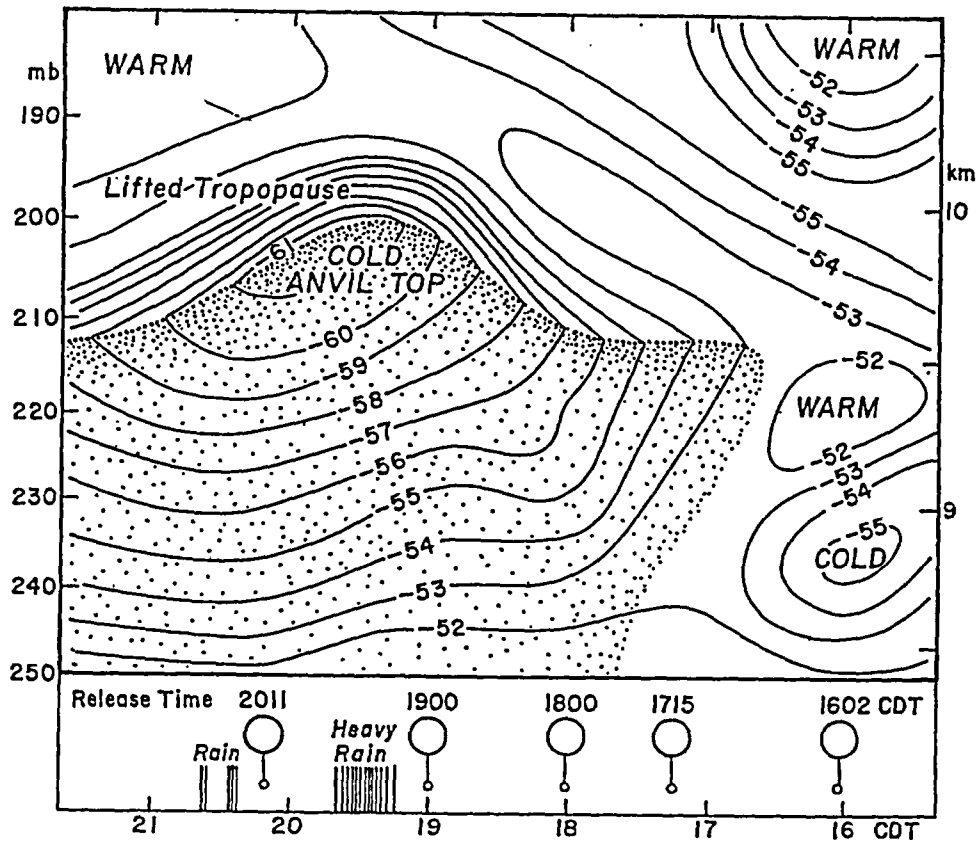 WARM
WARM
mb
190
-52
-53
-54
-55
km
Lifted Tropopause
200
10
-55
61
COLD
ANVIL TOP
-54
-53
210
-60
-59
-52
-58
220
WARM
-57
-56
-52
-53
230
-55
-54
9
-54
-55
COLD
240
-53
-52
250
Release Time 2011 1900 1800 1715 1602 CDT
Rain
Heavy
Rain
21 20 19 18 17 16 CDT